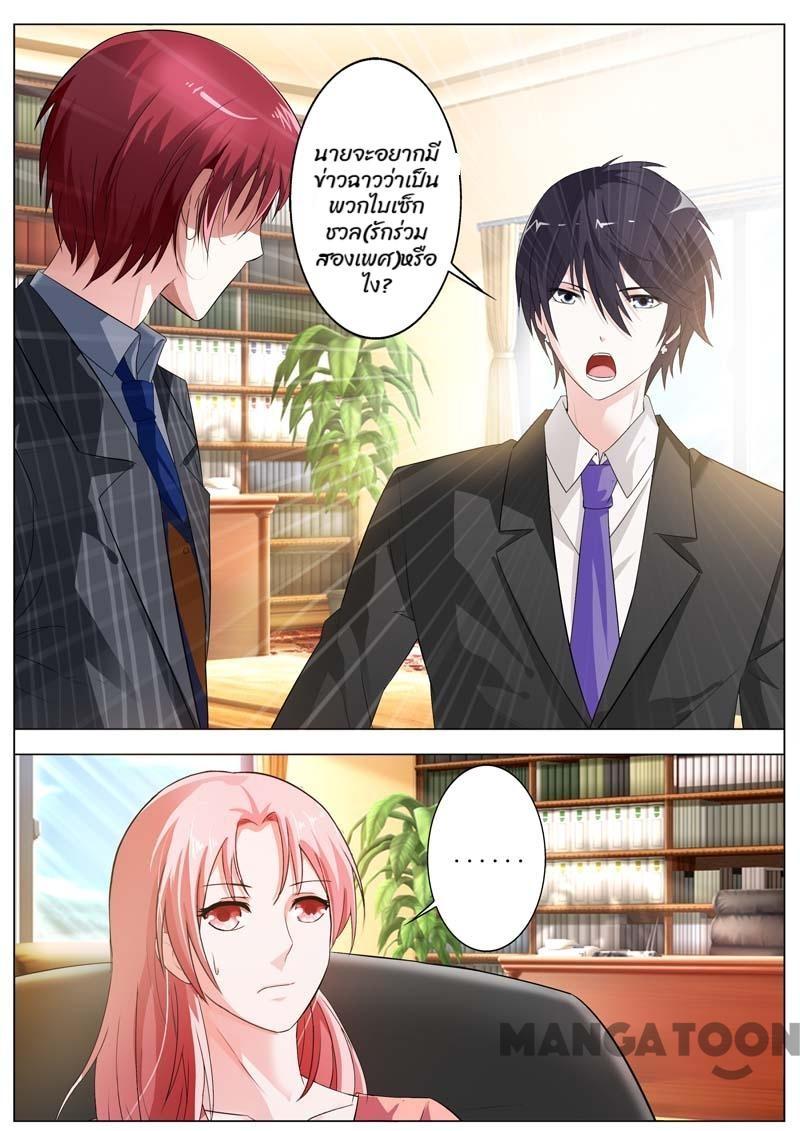 นายจะอยากมี
ข่าวฉาวว่าเป็น
พวกไบเซ็ก
ชวล(รักร่วม
สองเพศ)หรือ
ไง?
......
MANGATOON